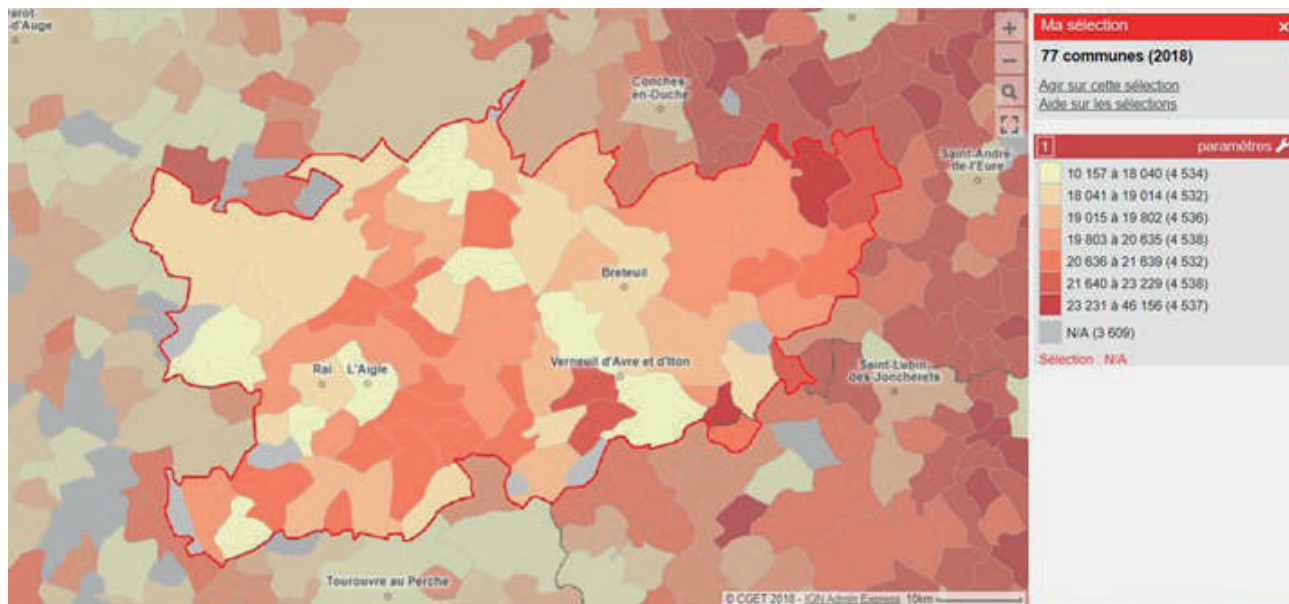 arot-
-d'Auge
Conches-
en-Ouche
Saint-André-
de-l'Eure
Breteuil
Rai
L'Aigle
Verneuil d'Avre et d'Iton
Saint-Lubin-
des-Joncherets
Tourouvre au Perche
© CGET 2018 - IGN Admin Express
10km
+
−
Ma sélection
×
77 communes (2018)
Agir sur cette sélection
Aide sur les sélections
1
paramètres
10 157 à 18 040 (4 534)
18 041 à 19 014 (4 532)
19 015 à 19 802 (4 536)
19 803 à 20 635 (4 538)
20 636 à 21 639 (4 532)
21 640 à 23 229 (4 538)
23 231 à 46 156 (4 537)
N/A (3 609)
Sélection : N/A